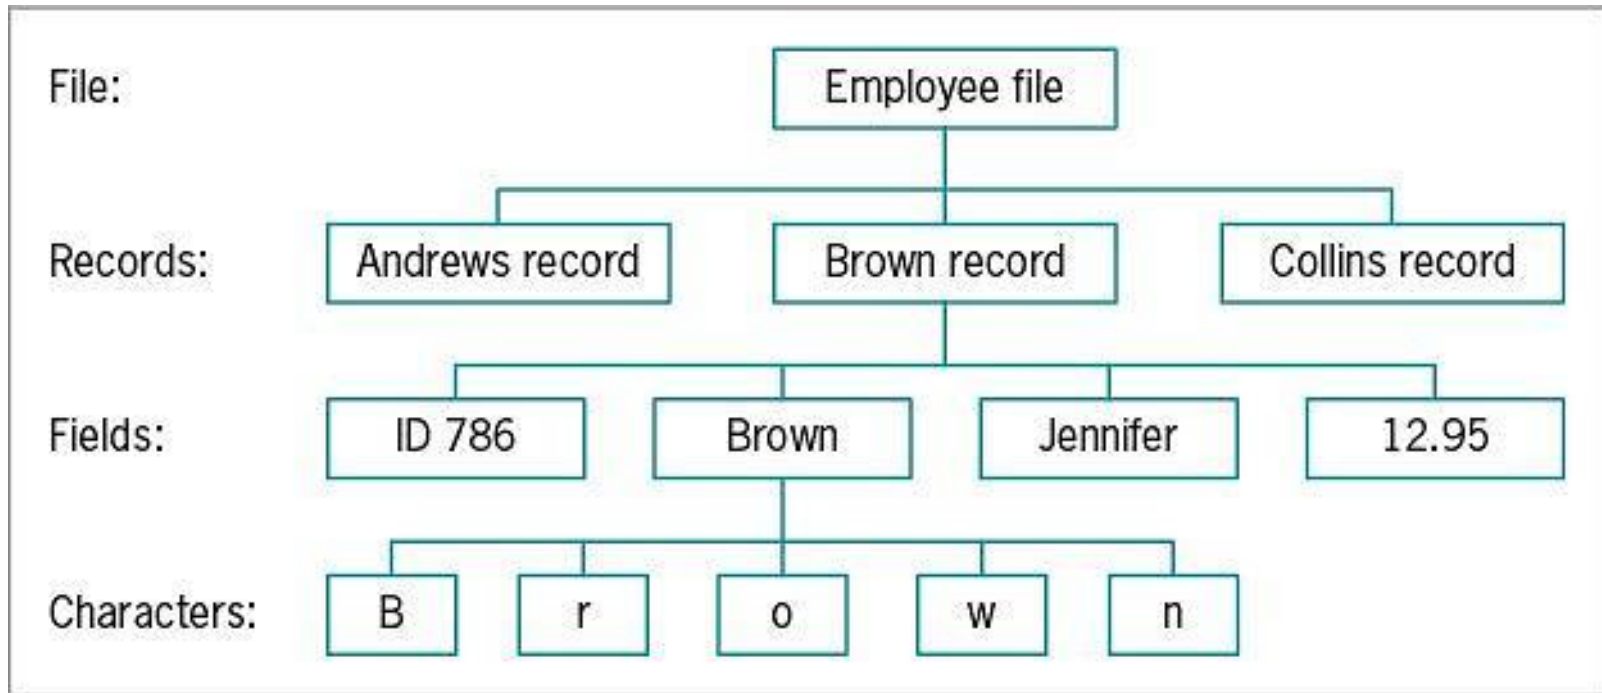 File: Employee file
Records: Andrews record Brown record Collins record
Fields: ID 786 Brown Jennifer 12.95
Characters: B r o w n